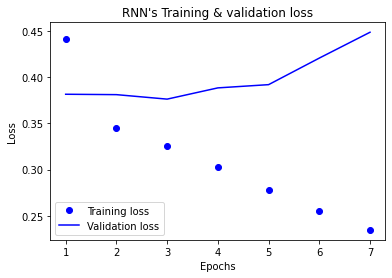 RNN's Training & validation loss
0.45
0.40
0.35
0.30
0.25
Loss
Training loss
Validation loss
1 2 3 4 5 6 7
Epochs